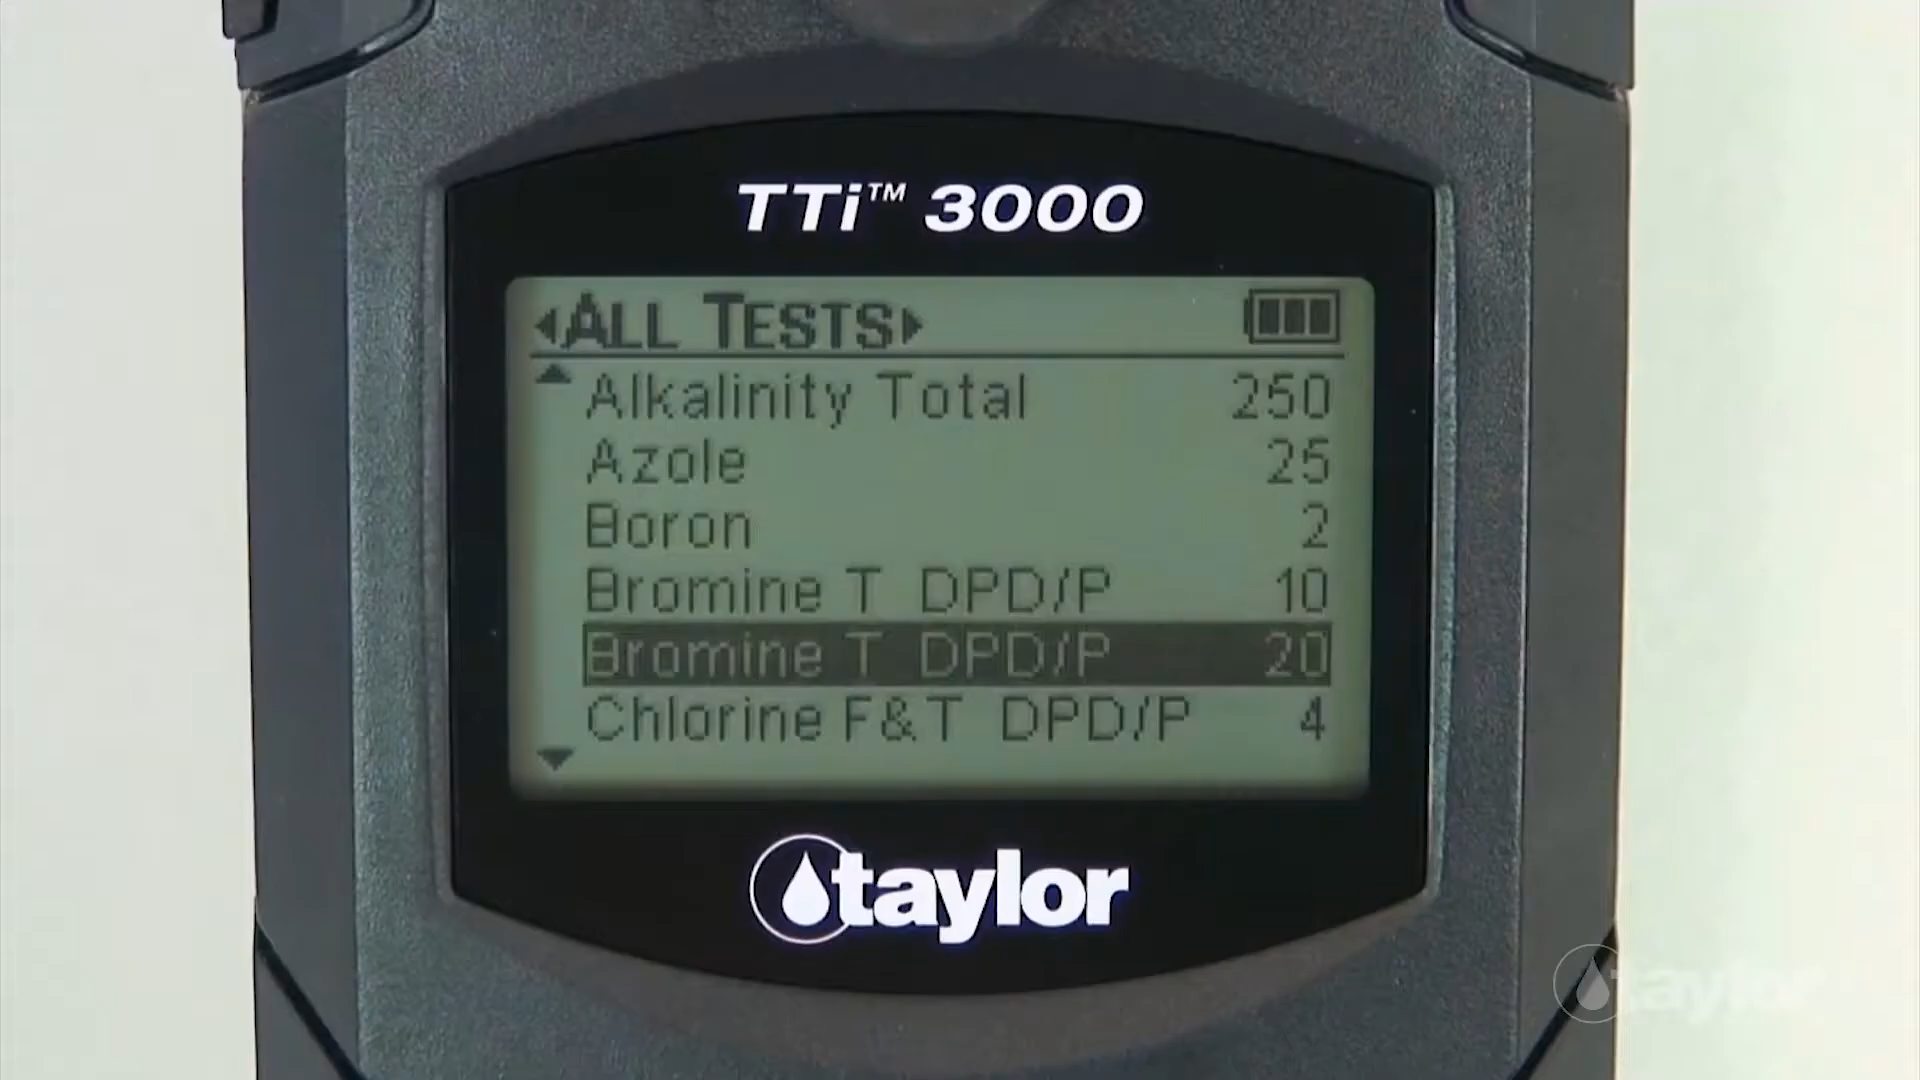 TTi™ 3000
ALL TESTS
Alkalinity Total 250
Azole 25
Boron 2
Bromine T DPD/P 10
Bromine T DPD/P 20
Chlorine F&T DPD/P 4
taylor
taylor